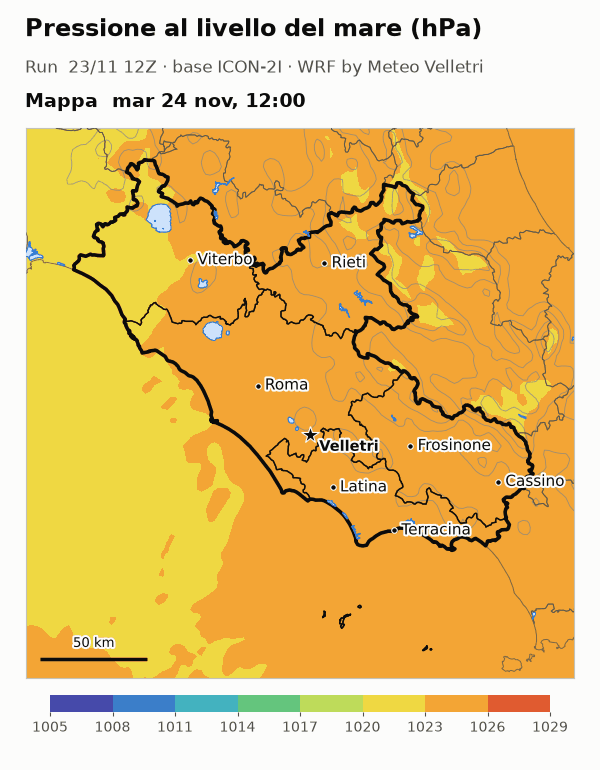 Pressione al livello del mare (hPa)
Run  23/11 12Z · base ICON-2I · WRF by Meteo Velletri
Mappa  mar 24 nov, 12:00
Viterbo
Rieti
Roma
Velletri
Frosinone
Cassino
Latina
Terracina
50 km
1005 1008 1011 1014 1017 1020 1023 1026 1029